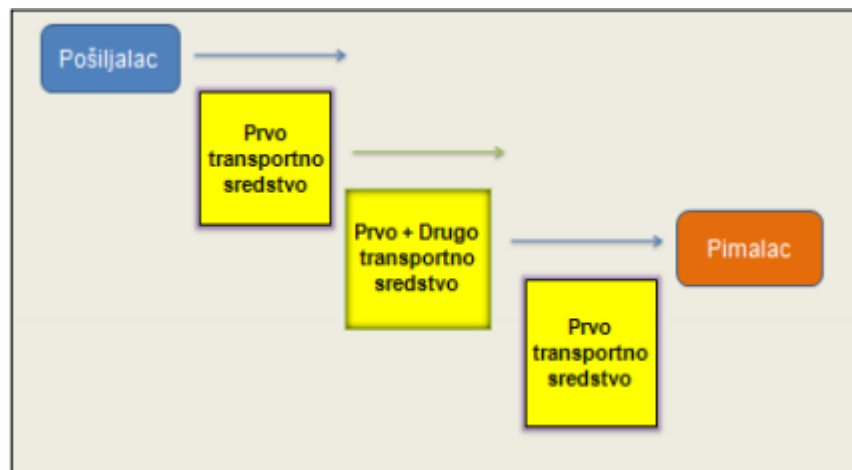 Pošiljalac
Prvo
transportno
sredstvo
Prvo + Drugo
transportno
sredstvo
Pimalac
Prvo
transportno
sredstvo